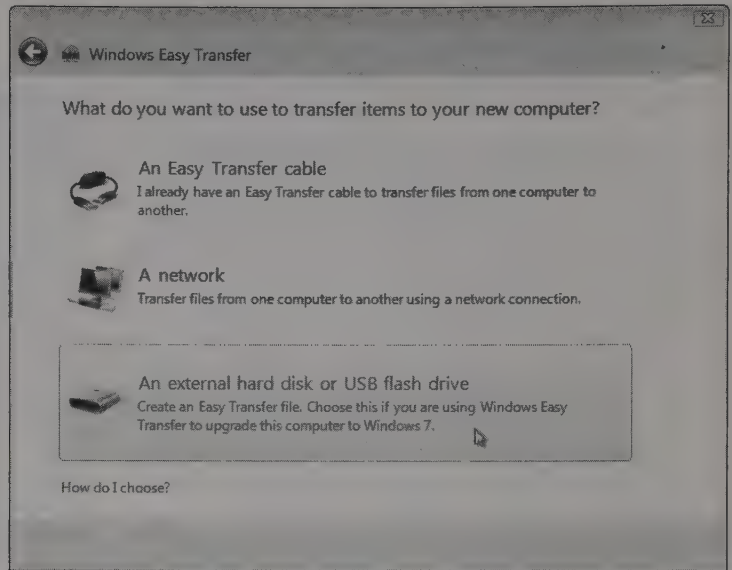 Windows Easy Transfer
What do you want to use to transfer items to your new computer?
An Easy Transfer cable
I already have an Easy Transfer cable to transfer files from one computer to
another.
A network
Transfer files from one computer to another using a network connection.
An external hard disk or USB flash drive
Create an Easy Transfer file. Choose this if you are using Windows Easy
Transfer to upgrade this computer to Windows 7.
How do I choose?